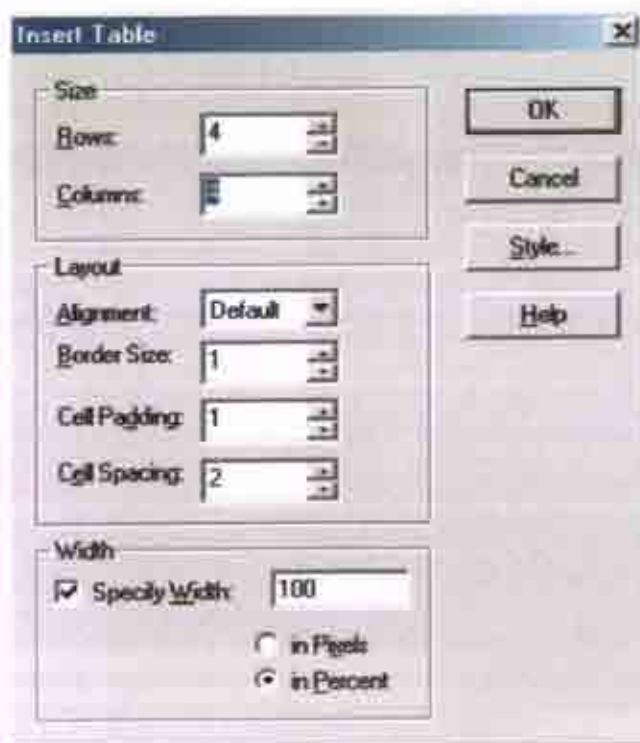 Insert Table
Size
Rows: 4
Columns:
OK
Cancel
Style...
Help
Layout
Alignment: Default
Border Size: 1
Cell Padding: 1
Cell Spacing: 2
Width
Specify Width: 100
in Pixels
in Percent